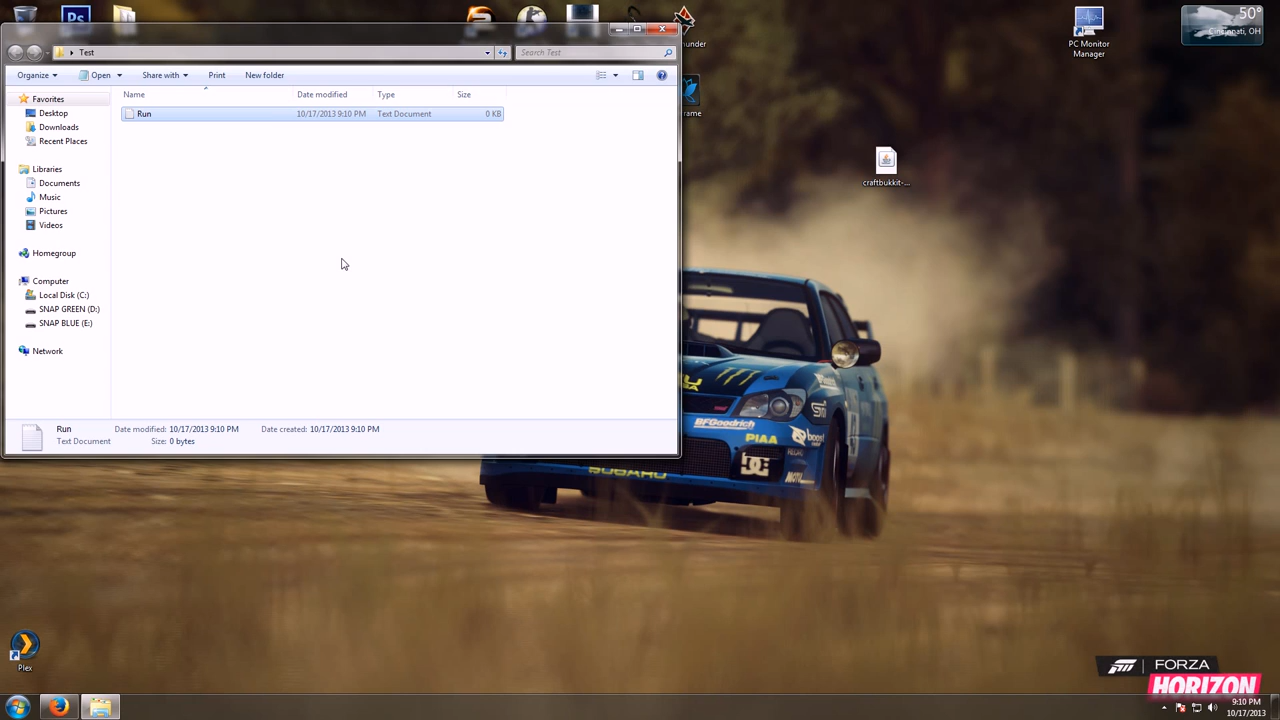 50°
Cincinnati, OH
PC Monitor
Manager
Test
Search Test
Organize
Open
Share with
Print
New folder
Name
Date modified
Type
Size
Run
10/17/2013 9:10 PM
Text Document
0 KB
Favorites
Desktop
Downloads
Recent Places
Libraries
Documents
Music
Pictures
Videos
Homegroup
Computer
Local Disk (C:)
SNAP GREEN (D:)
SNAP BLUE (E:)
Network
Run
Date modified: 10/17/2013 9:10 PM
Date created: 10/17/2013 9:10 PM
Text Document
Size: 0 bytes
craftbukkit-...
BFGoodrich
PIAA
SUBARU
Plex
FORZA
HORIZON
9:10 PM
10/17/2013